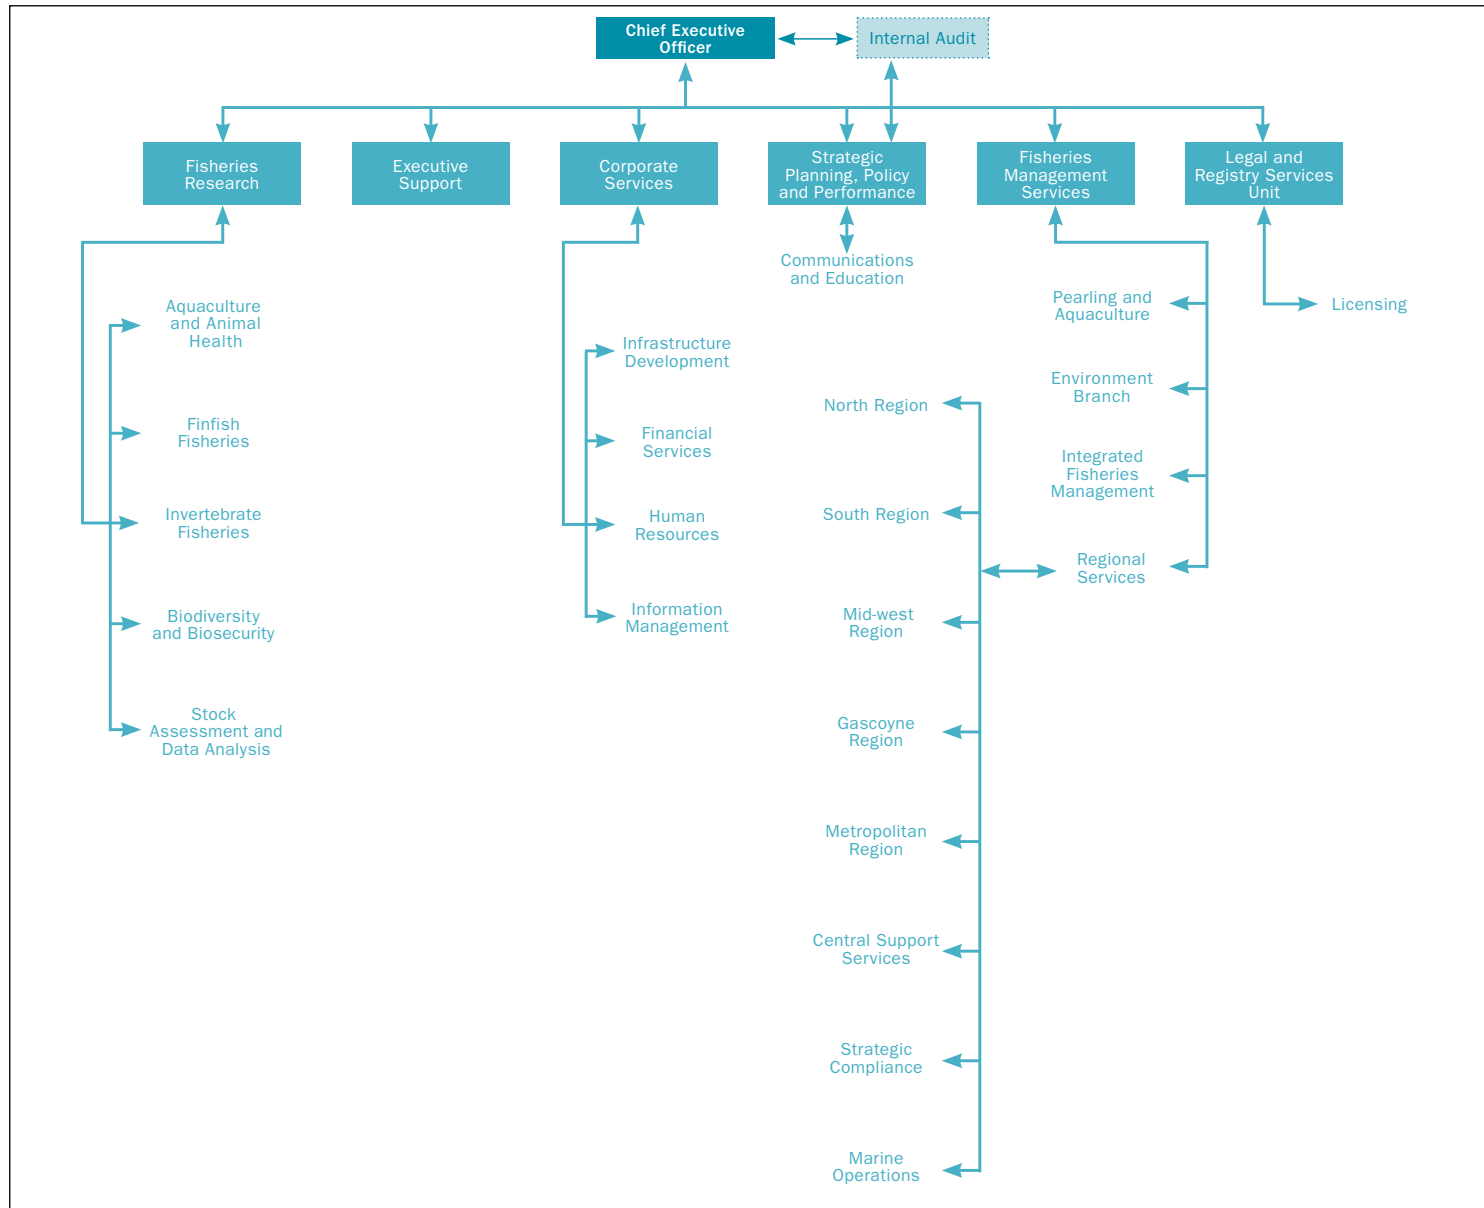 Chief Executive
Officer
Internal Audit
Fisheries
Research
Executive
Support
Corporate
Services
Strategic
Planning, Policy
and Performance
Fisheries
Management
Services
Legal and
Registry Services
Unit
Aquaculture
and Animal
Health
Finfish
Fisheries
Invertebrate
Fisheries
Biodiversity
and Biosecurity
Stock
Assessment and
Data Analysis
Infrastructure
Development
Financial
Services
Human
Resources
Information
Management
Communications
and Education
Pearling and
Aquaculture
Environment
Branch
Integrated
Fisheries
Management
Regional
Services
North Region
South Region
Mid-west
Region
Gascoyne
Region
Metropolitan
Region
Central Support
Services
Strategic
Compliance
Marine
Operations
Licensing